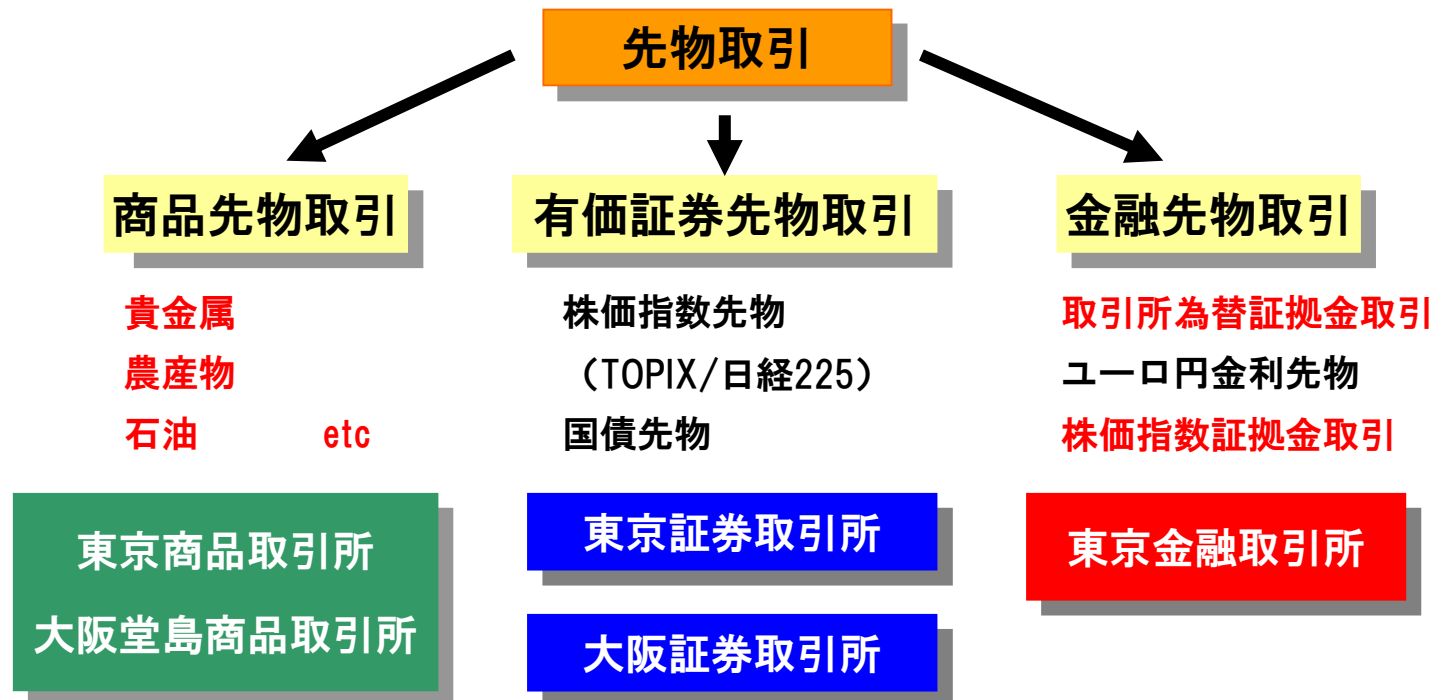 先物取引
商品先物取引
貴金属
農産物
石油 etc
東京商品取引所
大阪堂島商品取引所
有価証券先物取引
株価指数先物
（TOPIX/日経225）
国債先物
東京証券取引所
大阪証券取引所
金融先物取引
取引所為替証拠金取引
ユーロ円金利先物
株価指数証拠金取引
東京金融取引所